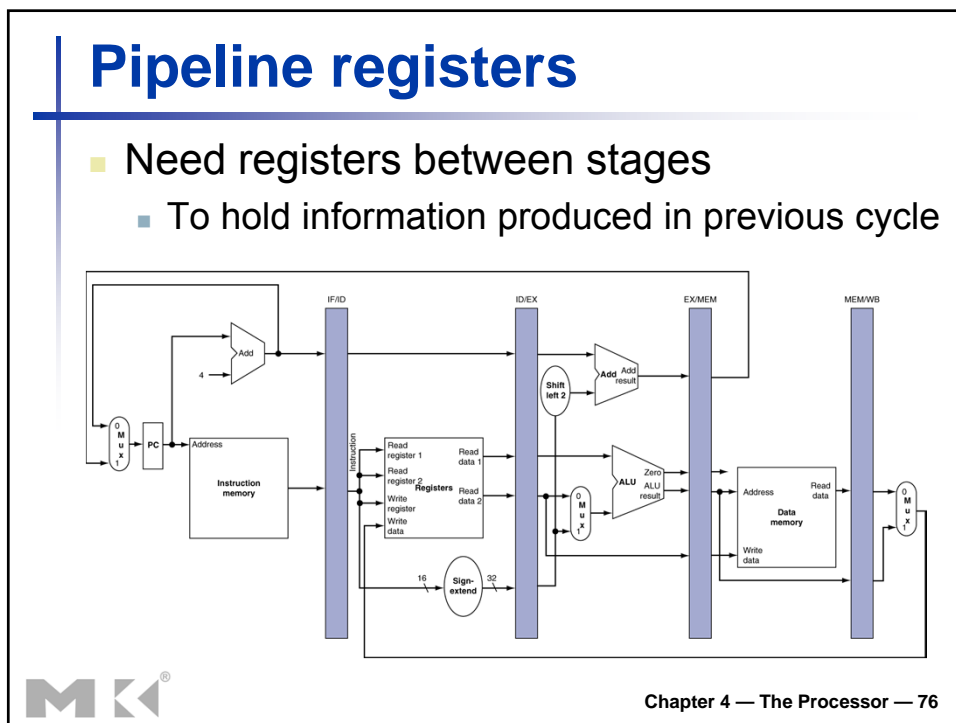 Pipeline registers
Need registers between stages
To hold information produced in previous cycle
IF/ID
ID/EX
EX/MEM
MEM/WB
Add
4
Shift
left 2
Add
Add
result
0
M
u
x
1
PC
Address
Instruction
memory
Instruction
Read
register 1
Read
register 2
Registers
Write
register
Write
data
Read
data 1
Read
data 2
0
M
u
x
1
Zero
ALU
ALU
result
Address
Read
data
Data
memory
Write
data
0
M
u
x
1
16
Sign-
extend
32
MK®
Chapter 4 — The Processor — 76